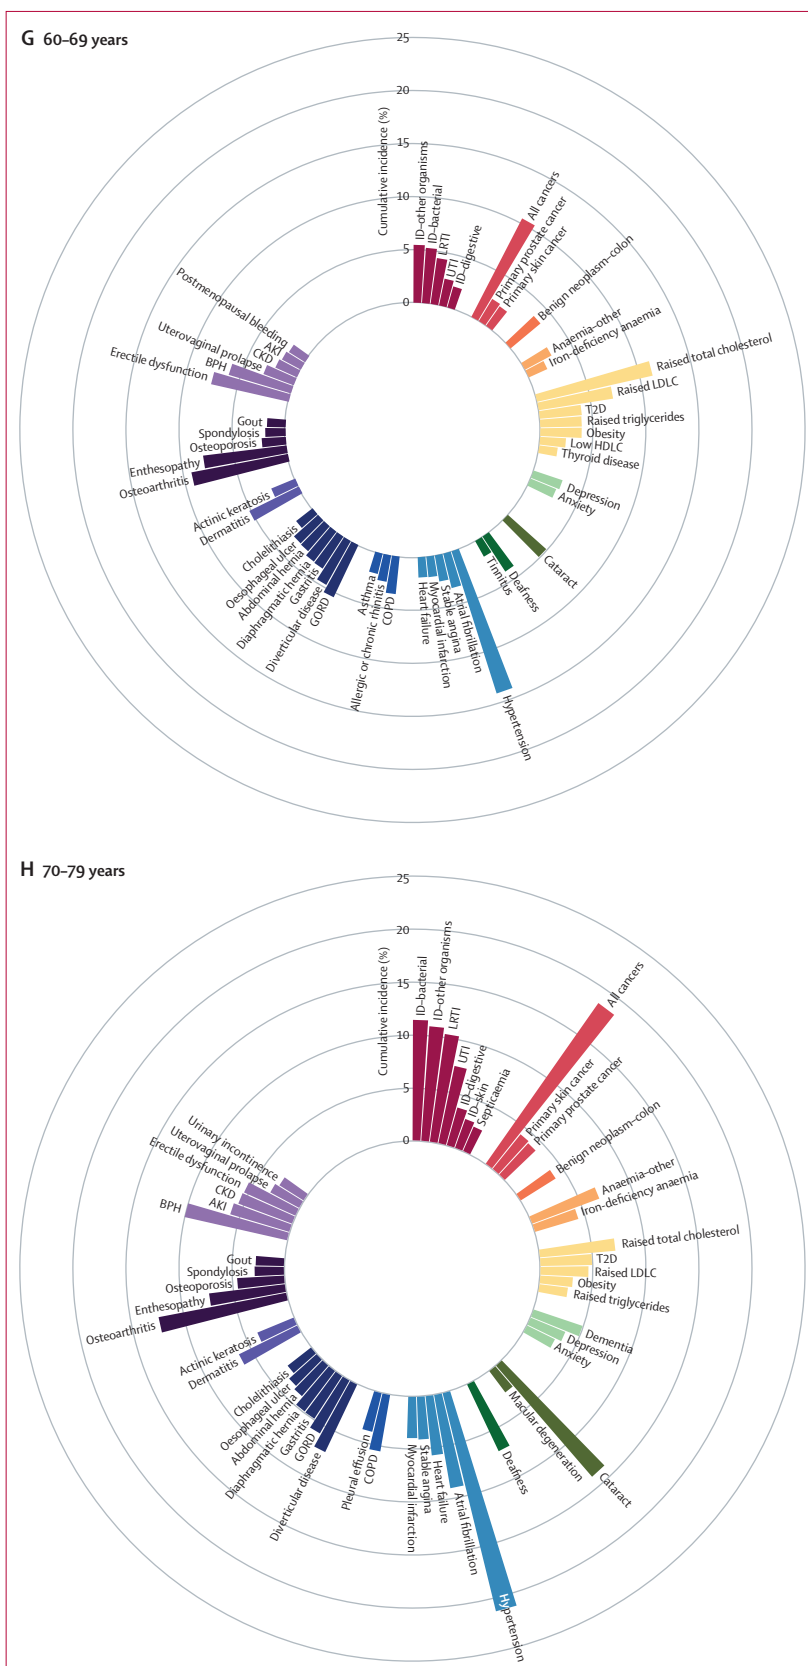 G 60–69 years
25
20
15
10
5
0
Cumulative incidence (%)
ID–other organisms
ID–bacterial
LRTI
UTI
ID–digestive
All cancers
Primary prostate cancer
Primary skin cancer
Benign neoplasm–colon
Anaemia–other
Iron-deficiency anaemia
Raised total cholesterol
Raised LDLC
T2D
Raised triglycerides
Obesity
Low HDLC
Thyroid disease
Depression
Anxiety
Cataract
Deafness
Tinnitus
Hypertension
Atrial fibrillation
Stable angina
Myocardial infarction
Heart failure
COPD
Allergic or chronic rhinitis
Asthma
GORD
Diverticular disease
Gastritis
Diaphragmatic hernia
Abdominal hernia
Oesophageal ulcer
Cholelithiasis
Dermatitis
Actinic keratosis
Osteoarthritis
Enthesopathy
Osteoporosis
Spondylosis
Gout
Erectile dysfunction
BPH
Uterovaginal prolapse
CKD
AKI
Postmenopausal bleeding
H 70–79 years
25
20
15
10
5
0
Cumulative incidence (%)
ID–bacterial
ID–other organisms
LRTI
UTI
ID–digestive
ID–skin
Septicaemia
All cancers
Primary skin cancer
Primary prostate cancer
Benign neoplasm–colon
Anaemia–other
Iron-deficiency anaemia
Raised total cholesterol
T2D
Raised LDLC
Obesity
Raised triglycerides
Dementia
Depression
Anxiety
Cataract
Macular degeneration
Deafness
Hypertension
Atrial fibrillation
Heart failure
Stable angina
Myocardial infarction
COPD
Pleural effusion
Diverticular disease
GORD
Gastritis
Diaphragmatic hernia
Abdominal hernia
Oesophageal ulcer
Cholelithiasis
Dermatitis
Actinic keratosis
Osteoarthritis
Enthesopathy
Osteoporosis
Spondylosis
Gout
BPH
AKI
CKD
Erectile dysfunction
Uterovaginal prolapse
Urinary incontinence